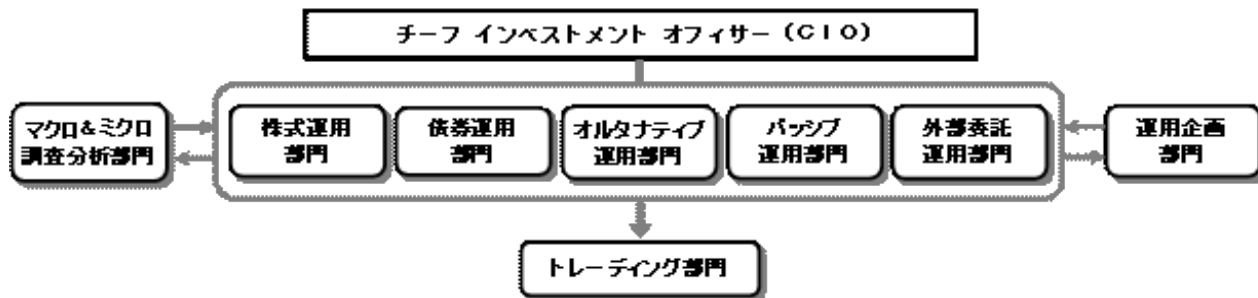 チーフ インベストメント オフィサー（ＣＩＯ）
マクロ＆ミクロ
調査分析部門
株式運用
部門
債券運用
部門
オルタナティブ
運用部門
パッシブ
運用部門
外部委託
運用部門
運用企画
部門
トレーディング部門